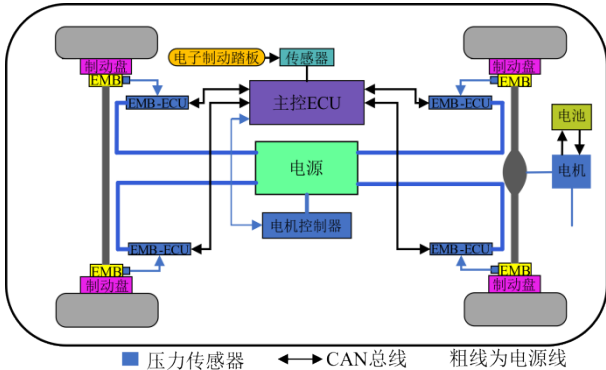 制动盘
EMB
电子制动踏板
传感器
制动盘
EMB
EMB-ECU
主控ECU
EMB-ECU
电池
电源
电机
电机控制器
EMB-ECU
EMB-ECU
EMB
制动盘
EMB
制动盘
压力传感器
CAN总线
粗线为电源线